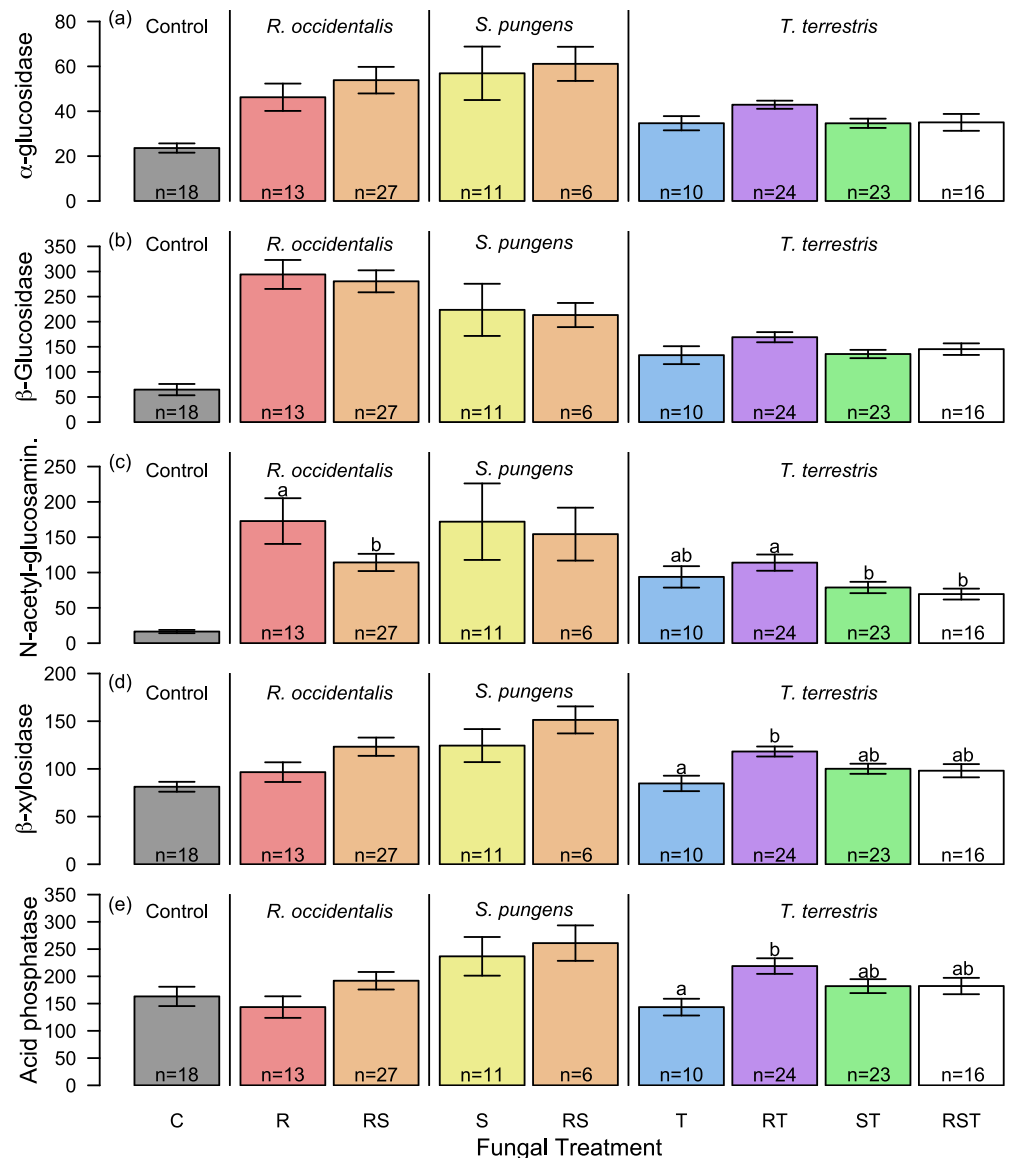 (a) Control R. occidentalis S. pungens T. terrestris
α-glucosidase
80
60
40
20
0
n=18 n=13 n=27 n=11 n=6 n=10 n=24 n=23 n=16
(b) Control R. occidentalis S. pungens T. terrestris
β-Glucosidase
350
300
250
200
150
100
50
0
n=18 n=13 n=27 n=11 n=6 n=10 n=24 n=23 n=16
(c) Control R. occidentalis S. pungens T. terrestris
N-acetyl-glucosamin.
250
200
150
100
50
0
a b ab a b b
n=13 n=27 n=11 n=6 n=10 n=24 n=23 n=16
(d) Control R. occidentalis S. pungens T. terrestris
β-xylosidase
200
150
100
50
0
a b ab ab
n=18 n=13 n=27 n=11 n=6 n=10 n=24 n=23 n=16
(e) Control R. occidentalis S. pungens T. terrestris
Acid phosphatase
350
300
250
200
150
100
50
0
a b ab ab
n=18 n=13 n=27 n=11 n=6 n=10 n=24 n=23 n=16
C R RS S RS T RT ST RST
Fungal Treatment